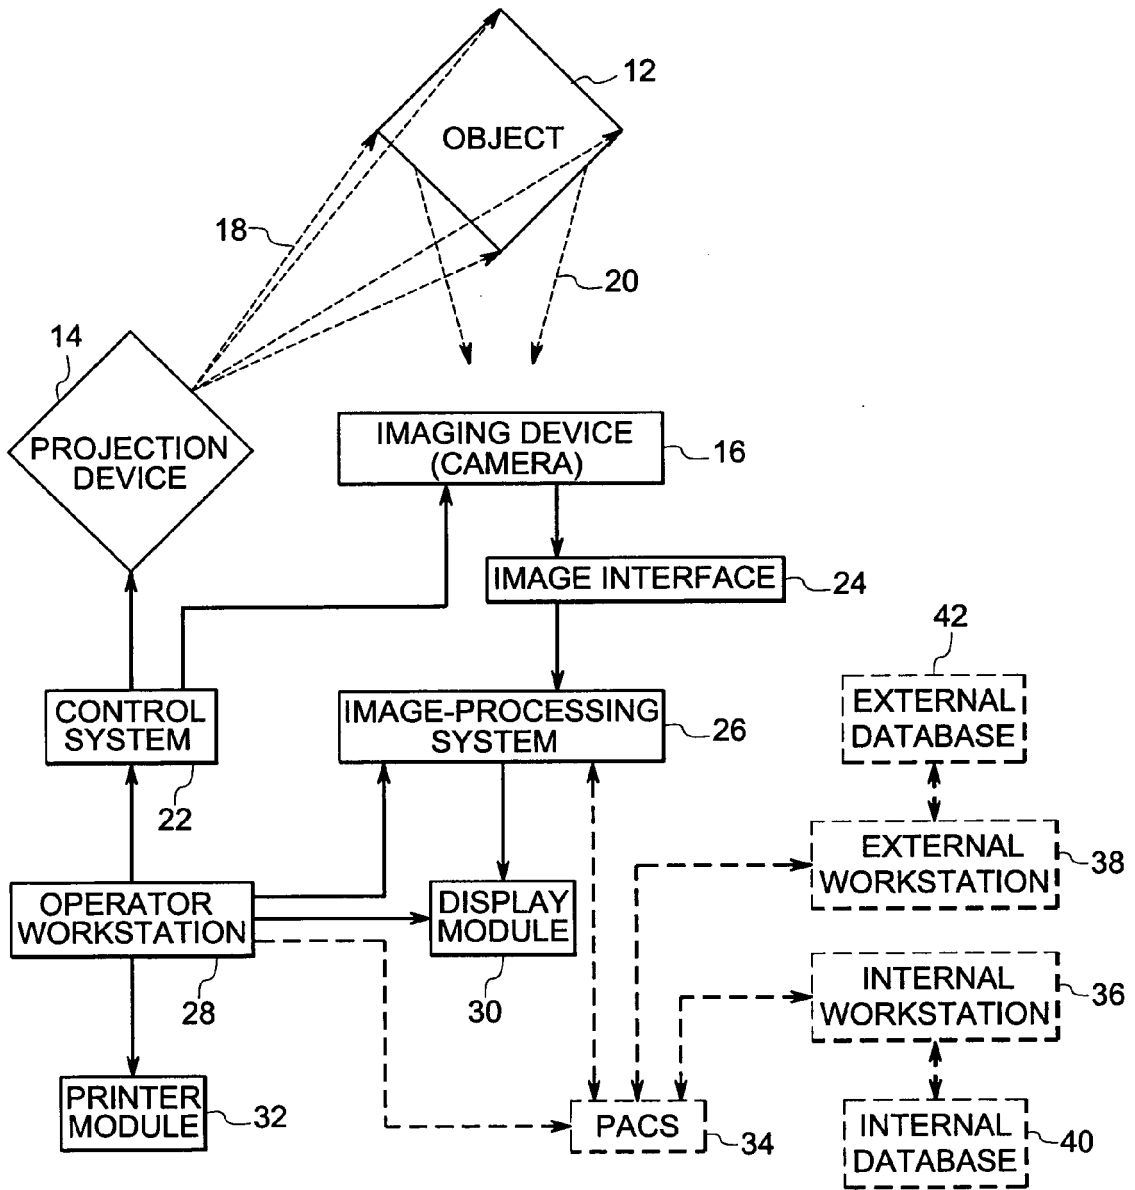 12
OBJECT
18
20
14
PROJECTION
DEVICE
IMAGING DEVICE
(CAMERA)
16
IMAGE INTERFACE
24
42
CONTROL
SYSTEM
22
IMAGE-PROCESSING
SYSTEM
26
EXTERNAL
DATABASE
EXTERNAL
WORKSTATION
38
OPERATOR
WORKSTATION
28
DISPLAY
MODULE
30
INTERNAL
WORKSTATION
36
PRINTER
MODULE
32
PACS
34
INTERNAL
DATABASE
40